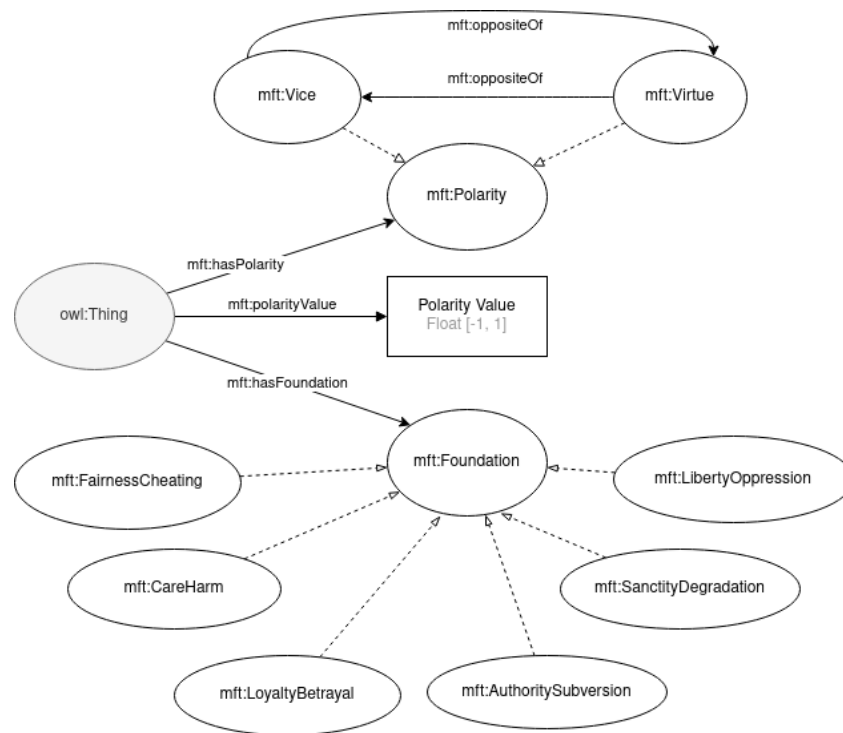 mft:oppositeOf
mft:oppositeOf
mft:Vice
mft:Virtue
mft:Polarity
mft:hasPolarity
owl:Thing
mft:polarityValue
Polarity Value
Float [-1, 1]
mft:hasFoundation
mft:Foundation
mft:FairnessCheating
mft:LibertyOppression
mft:CareHarm
mft:SanctityDegradation
mft:LoyaltyBetrayal
mft:AuthoritySubversion